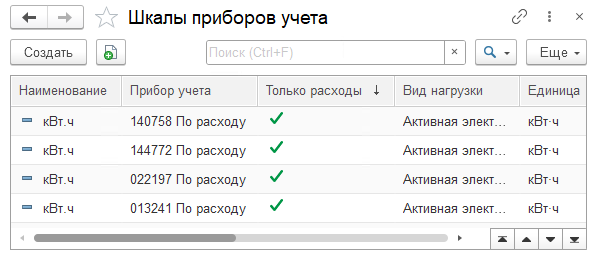 Шкалы приборов учета
Создать Поиск (Ctrl+F) × Еще
Наименование Прибор учета Только расходы ↓ Вид нагрузки Единица
кВт.ч 140758 По расходу Активная элект... кВт·ч
кВт.ч 144772 По расходу Активная элект... кВт·ч
кВт.ч 022197 По расходу Активная элект... кВт·ч
кВт.ч 013241 По расходу Активная элект... кВт·ч